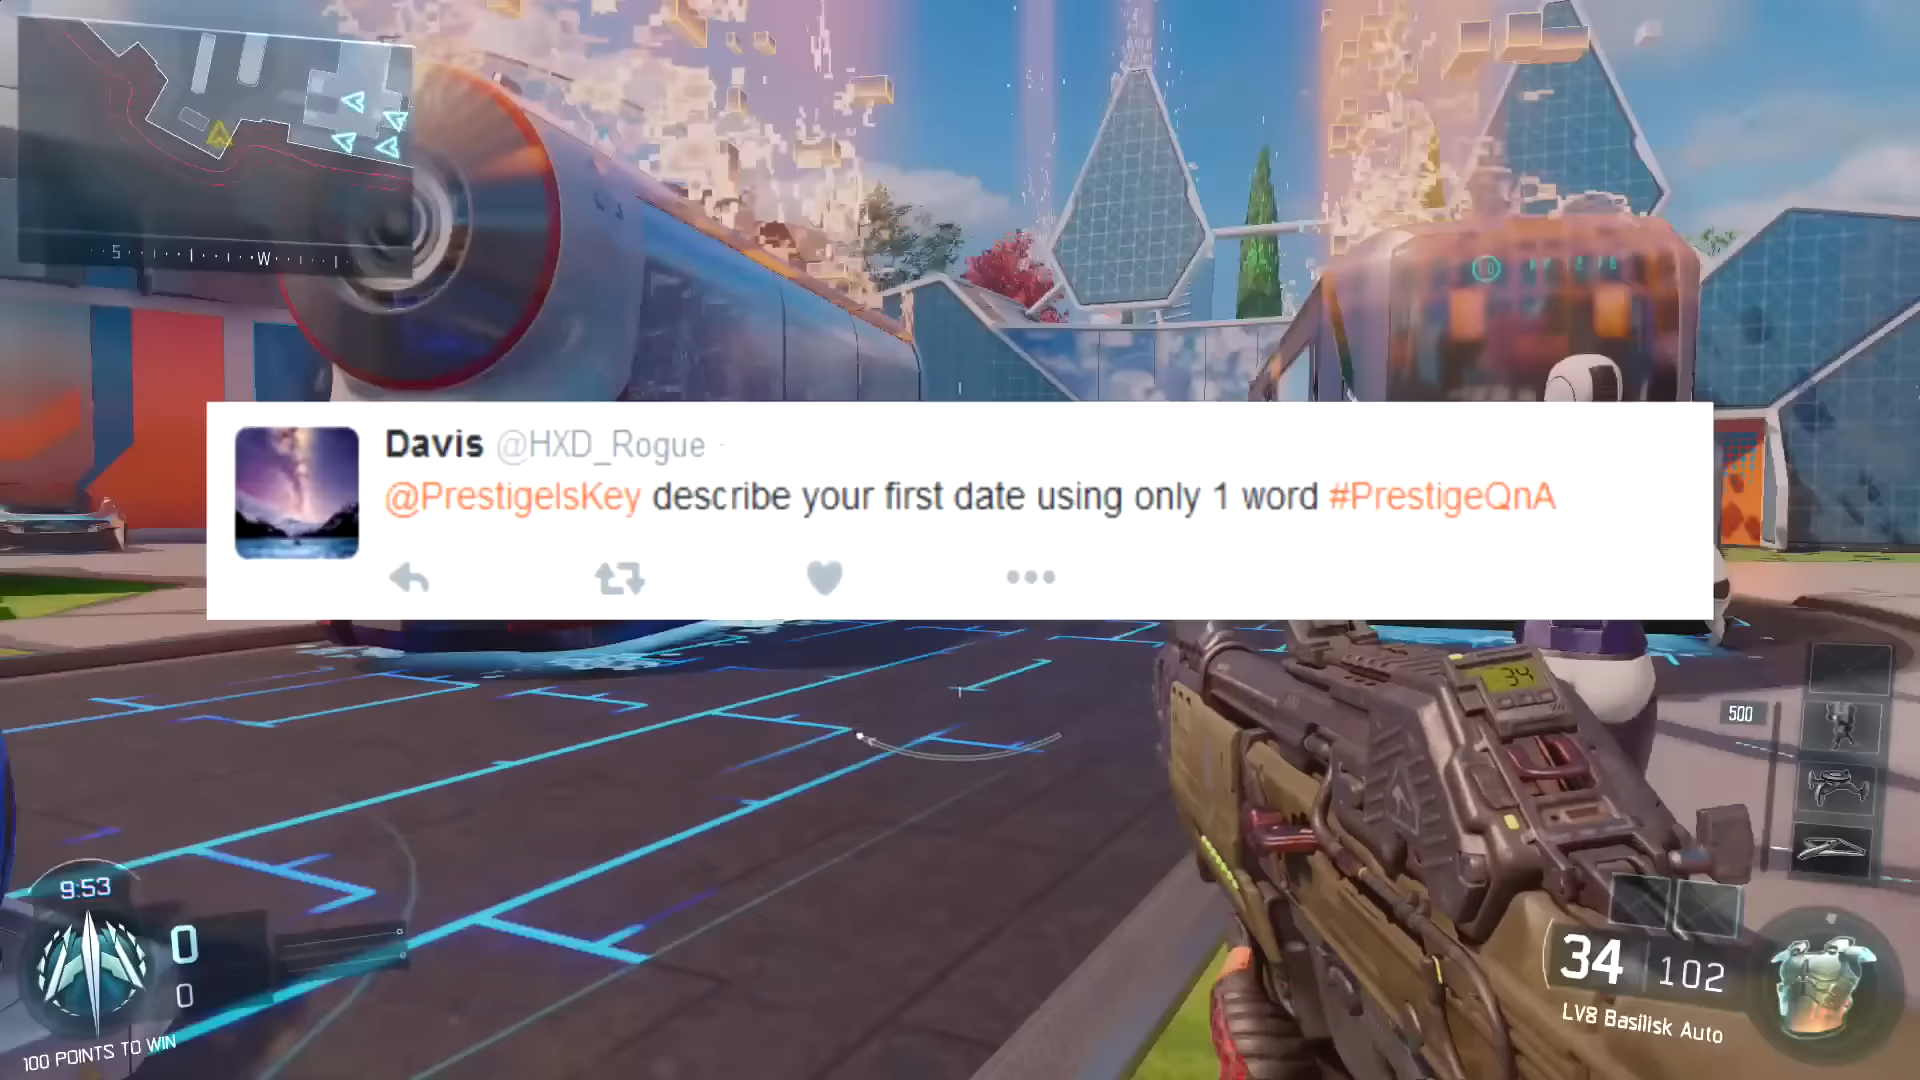 S W
Davis @HXD_Rogue
@PrestigeIsKey describe your first date using only 1 word #PrestigeQnA
34
500
9:53
0
0
100 POINTS TO WIN
34 102
LV8 Basilisk Auto